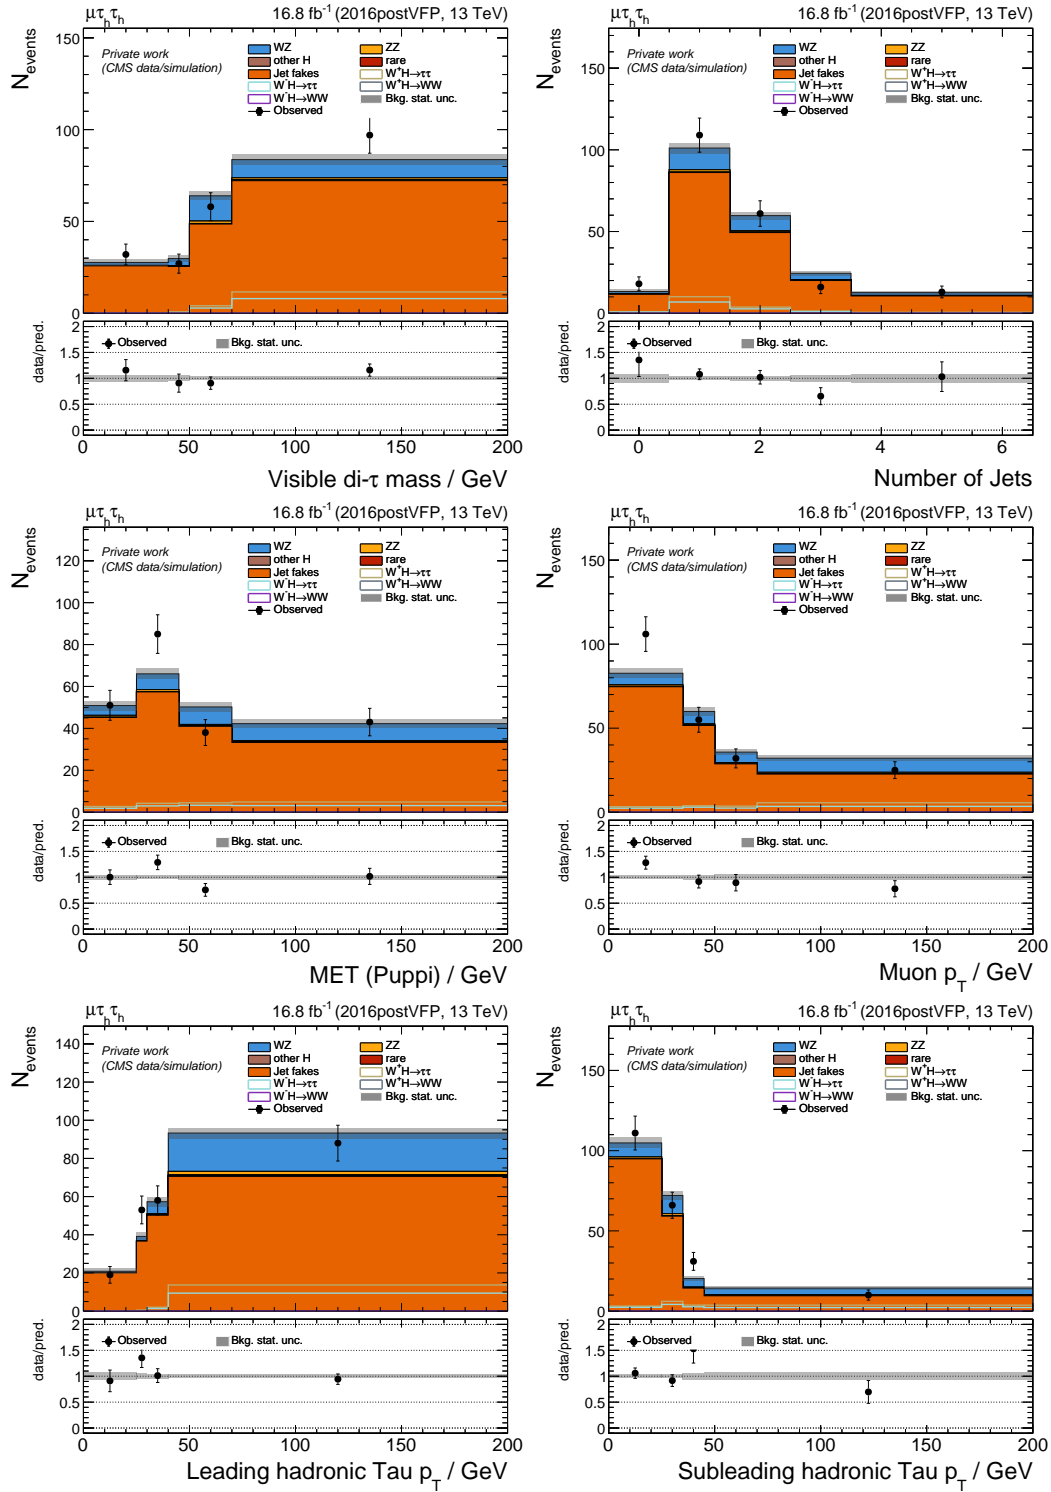 μτₕτₕ 16.8 fb⁻¹ (2016postVFP, 13 TeV)
N_events
150
100
50
0
Private work
(CMS data/simulation)
WZ ZZ
other H rare
Jet fakes W⁺H→ττ
W⁻H→ττ W⁺H→WW
W⁻H→WW Bkg. stat. unc.
Observed
data/pred.
2
1.5
1
0.5
0
Observed Bkg. stat. unc.
0 50 100 150 200
Visible di-τ mass / GeV
μτₕτₕ 16.8 fb⁻¹ (2016postVFP, 13 TeV)
N_events
150
100
50
0
Private work
(CMS data/simulation)
WZ ZZ
other H rare
Jet fakes W⁺H→ττ
W⁻H→ττ W⁺H→WW
W⁻H→WW Bkg. stat. unc.
Observed
data/pred.
2
1.5
1
0.5
0
Observed Bkg. stat. unc.
0 2 4 6
Number of Jets
μτₕτₕ 16.8 fb⁻¹ (2016postVFP, 13 TeV)
N_events
120
100
80
60
40
20
0
Private work
(CMS data/simulation)
WZ ZZ
other H rare
Jet fakes W⁺H→ττ
W⁻H→ττ W⁺H→WW
W⁻H→WW Bkg. stat. unc.
Observed
data/pred.
2
1.5
1
0.5
0
Observed Bkg. stat. unc.
0 50 100 150 200
MET (Puppi) / GeV
μτₕτₕ 16.8 fb⁻¹ (2016postVFP, 13 TeV)
N_events
150
100
50
0
Private work
(CMS data/simulation)
WZ ZZ
other H rare
Jet fakes W⁺H→ττ
W⁻H→ττ W⁺H→WW
W⁻H→WW Bkg. stat. unc.
Observed
data/pred.
2
1.5
1
0.5
0
Observed Bkg. stat. unc.
0 50 100 150 200
Muon p_T / GeV
μτₕτₕ 16.8 fb⁻¹ (2016postVFP, 13 TeV)
N_events
140
120
100
80
60
40
20
0
Private work
(CMS data/simulation)
WZ ZZ
other H rare
Jet fakes W⁺H→ττ
W⁻H→ττ W⁺H→WW
W⁻H→WW Bkg. stat. unc.
Observed
data/pred.
2
1.5
1
0.5
0
Observed Bkg. stat. unc.
0 50 100 150 200
Leading hadronic Tau p_T / GeV
μτₕτₕ 16.8 fb⁻¹ (2016postVFP, 13 TeV)
N_events
150
100
50
0
Private work
(CMS data/simulation)
WZ ZZ
other H rare
Jet fakes W⁺H→ττ
W⁻H→ττ W⁺H→WW
W⁻H→WW Bkg. stat. unc.
Observed
data/pred.
2
1.5
1
0.5
0
Observed Bkg. stat. unc.
0 50 100 150 200
Subleading hadronic Tau p_T / GeV